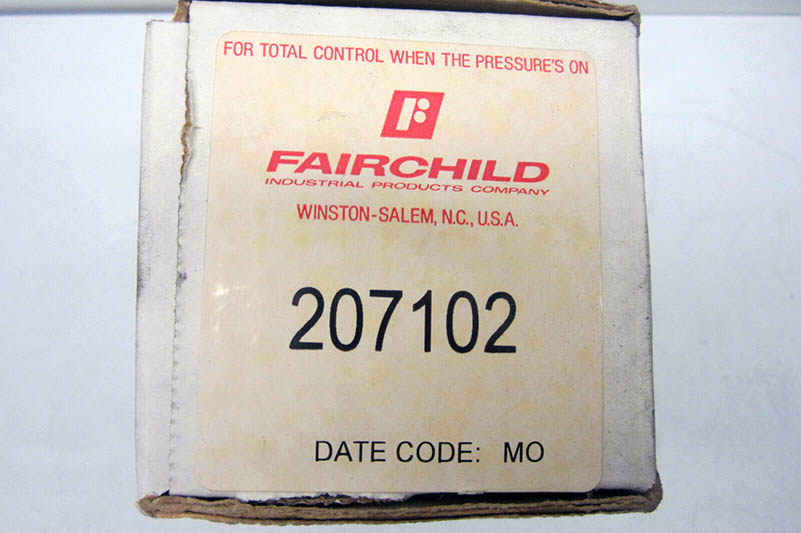 FOR TOTAL CONTROL WHEN THE PRESSURE'S ON
FAIRCHILD
INDUSTRIAL PRODUCTS COMPANY
WINSTON-SALEM, N.C., U.S.A.
207102
DATE CODE: MO